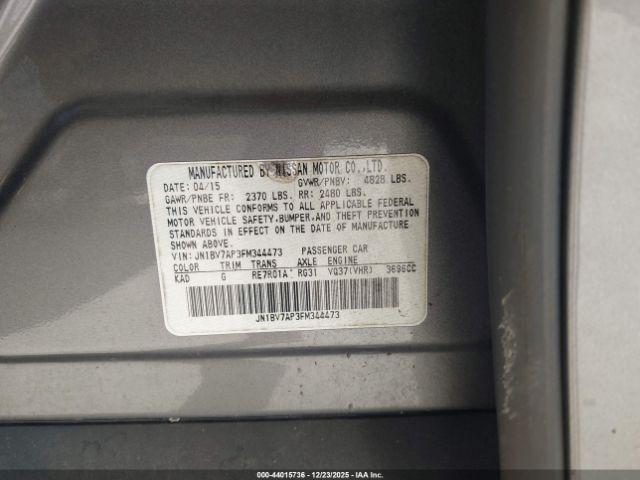 MANUFACTURED BY NISSAN MOTOR CO.,LTD.
DATE: 04/15 GVWR/PNBV: 4828 LBS.
GAWR/PNBE FR: 2370 LBS. RR: 2480 LBS.
THIS VEHICLE CONFORMS TO ALL APPLICABLE FEDERAL
MOTOR VEHICLE SAFETY,BUMPER,AND THEFT PREVENTION
STANDARDS IN EFFECT ON THE DATE OF MANUFACTURE
SHOWN ABOVE.
VIN: JN1BV7AP3FM344473 PASSENGER CAR
COLOR TRIM TRANS AXLE ENGINE
KAD G RE7R01A RG31 VQ37(VHR) 3696CC
JN1BV7AP3FM344473
000-44015736 - 12/23/2025 - COPART.COM